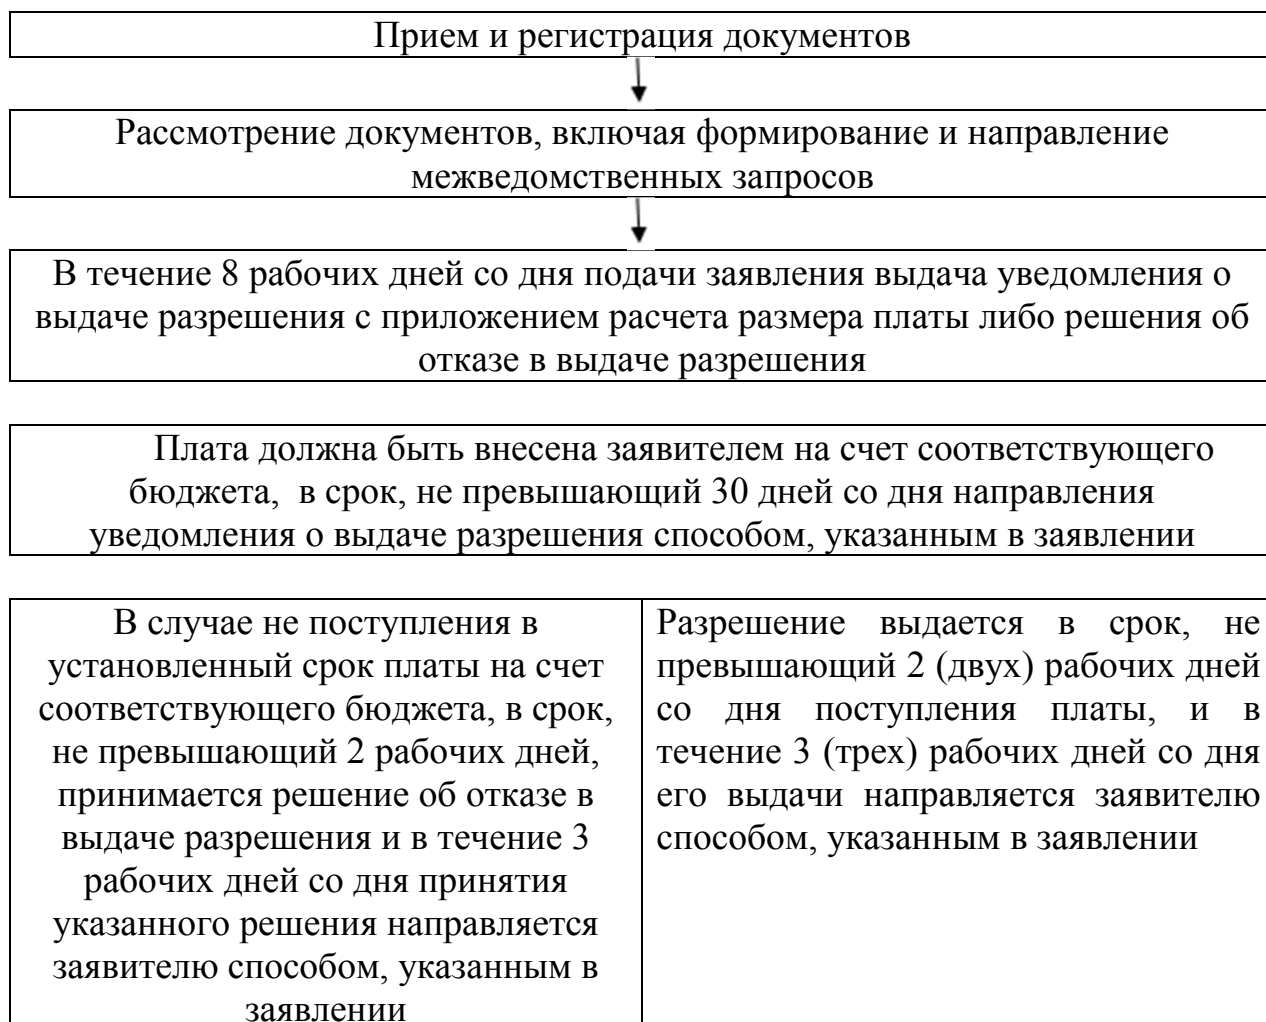 Прием и регистрация документов
Рассмотрение документов, включая формирование и направление
межведомственных запросов
В течение 8 рабочих дней со дня подачи заявления выдача уведомления о
выдаче разрешения с приложением расчета размера платы либо решения об
отказе в выдаче разрешения
Плата должна быть внесена заявителем на счет соответствующего
бюджета, в срок, не превышающий 30 дней со дня направления
уведомления о выдаче разрешения способом, указанным в заявлении
В случае не поступления в
установленный срок платы на счет
соответствующего бюджета, в срок,
не превышающий 2 рабочих дней,
принимается решение об отказе в
выдаче разрешения и в течение 3
рабочих дней со дня принятия
указанного решения направляется
заявителю способом, указанным в
заявлении
Разрешение выдается в срок, не
превышающий 2 (двух) рабочих дней
со дня поступления платы, и в
течение 3 (трех) рабочих дней со дня
его выдачи направляется заявителю
способом, указанным в заявлении